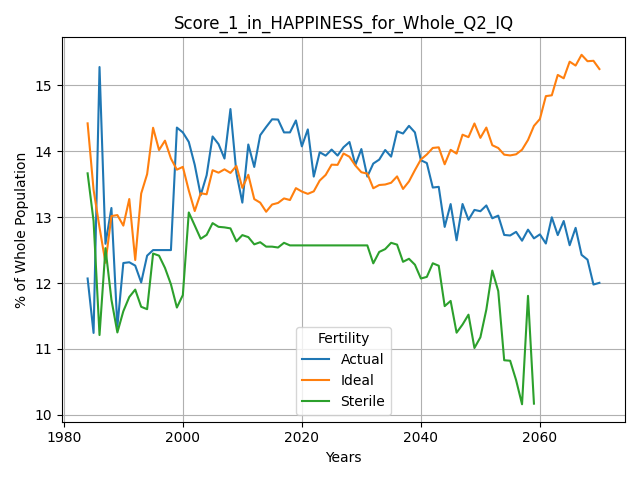 Score_1_in_HAPPINESS_for_Whole_Q2_IQ
% of Whole Population
15
14
13
12
11
10
Fertility
Actual
Ideal
Sterile
1980 2000 2020 2040 2060
Years